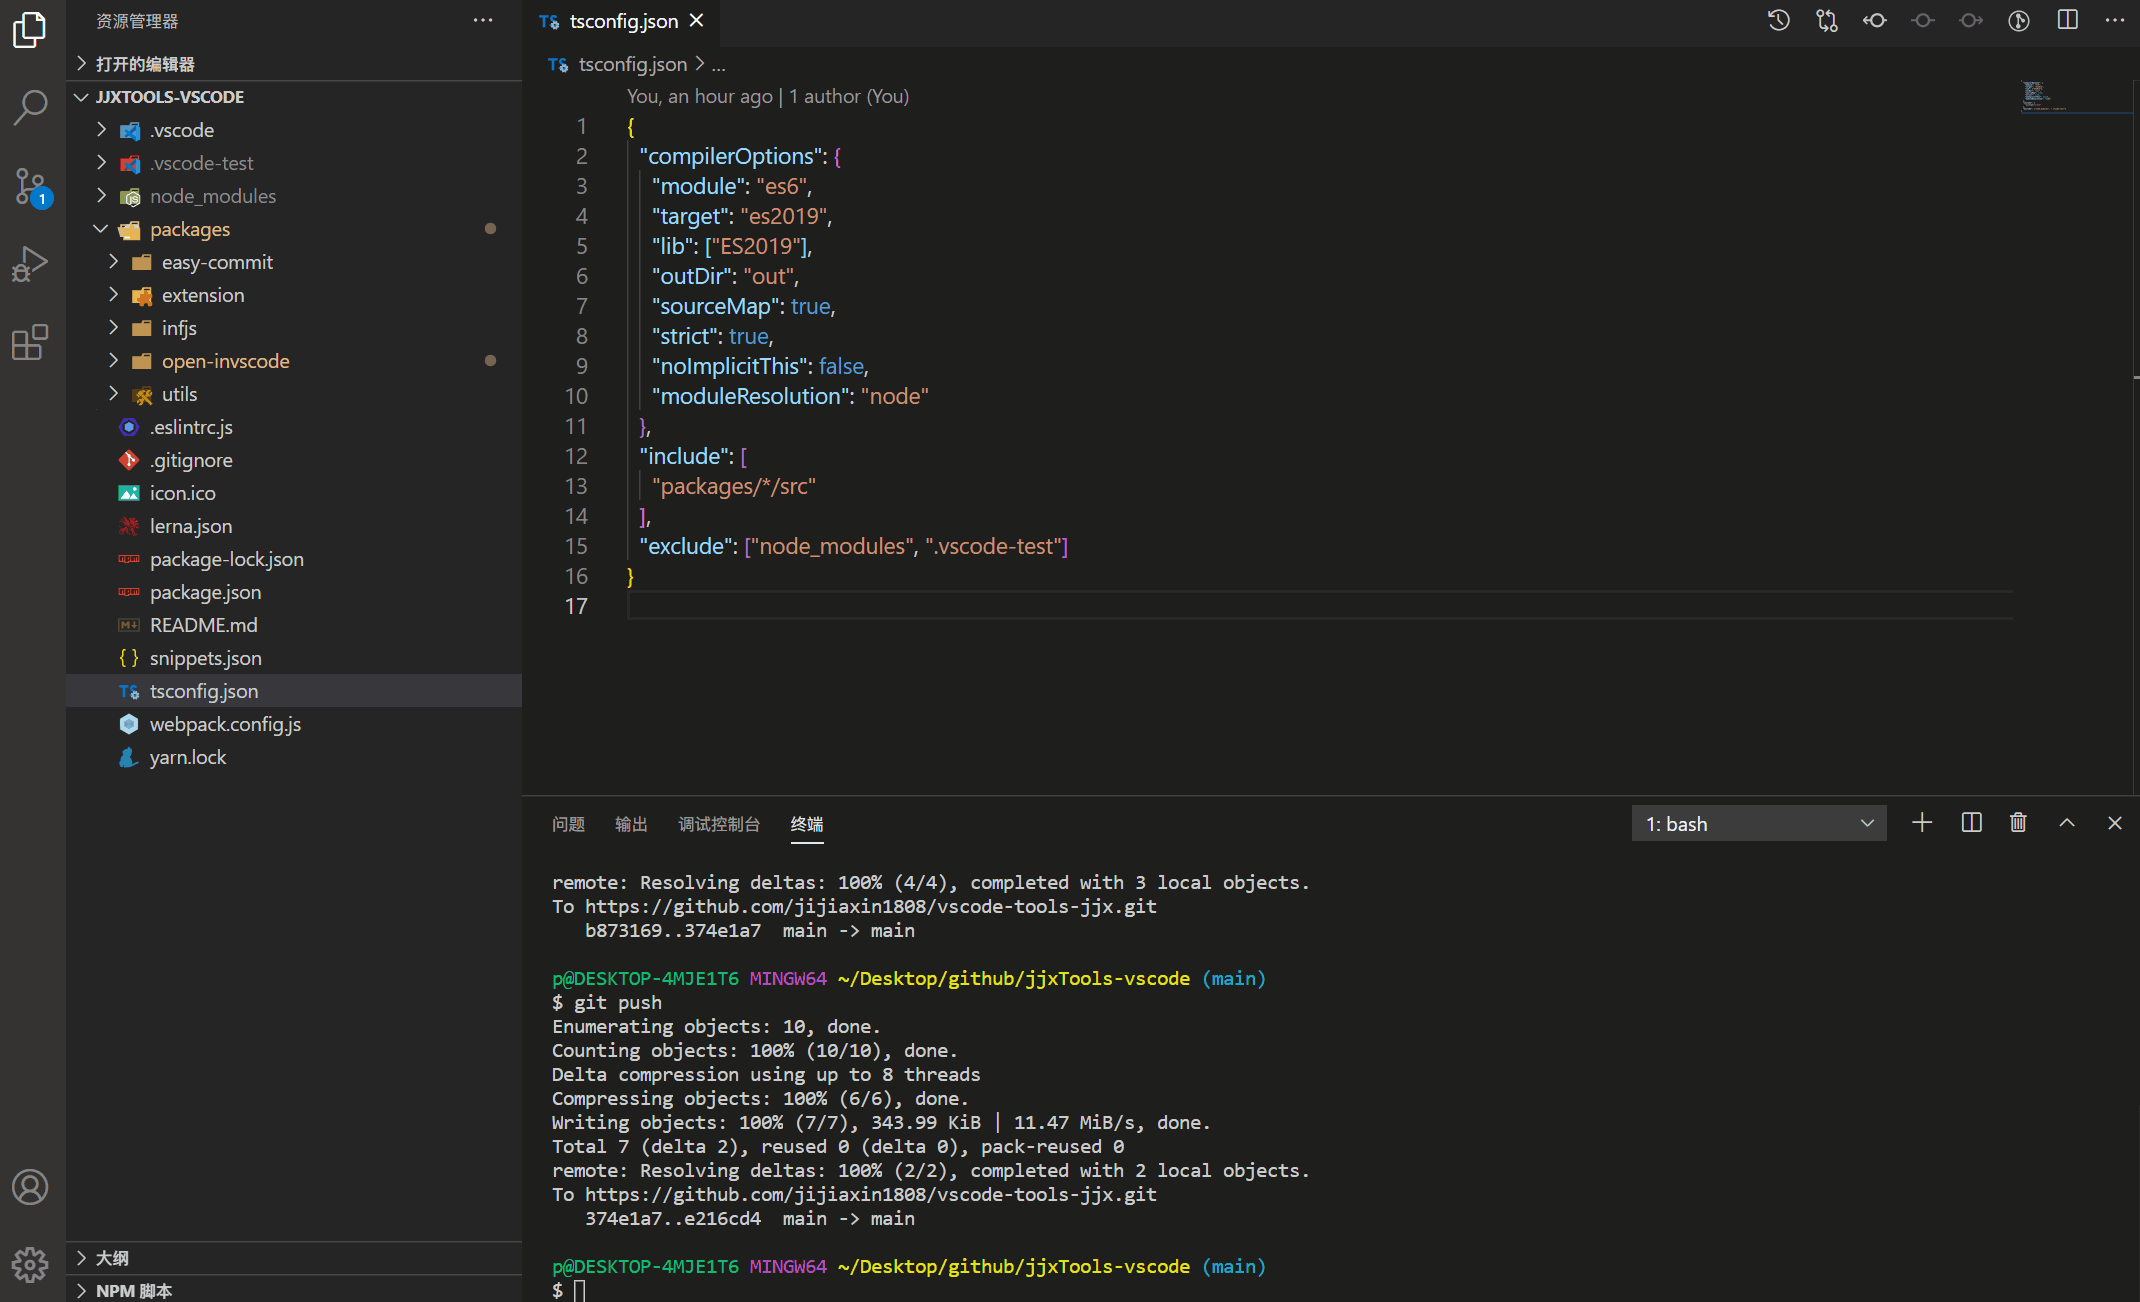 资源管理器
打开的编辑器
JJXTOOLS-VSCODE
.vscode
.vscode-test
node_modules
packages
easy-commit
extension
infjs
open-invscode
utils
.eslintrc.js
.gitignore
icon.ico
lerna.json
package-lock.json
package.json
README.md
snippets.json
tsconfig.json
webpack.config.js
yarn.lock
大纲
NPM 脚本
1
TS tsconfig.json
TS tsconfig.json > ...
You, an hour ago | 1 author (You)
1 {
2 "compilerOptions": {
3 "module": "es6",
4 "target": "es2019",
5 "lib": ["ES2019"],
6 "outDir": "out",
7 "sourceMap": true,
8 "strict": true,
9 "noImplicitThis": false,
10 "moduleResolution": "node"
11 },
12 "include": [
13 "packages/*/src"
14 ],
15 "exclude": ["node_modules", ".vscode-test"]
16 }
17
问题 输出 调试控制台 终端
1: bash
remote: Resolving deltas: 100% (4/4), completed with 3 local objects.
To https://github.com/jijiaxin1808/vscode-tools-jjx.git
b873169..374e1a7 main -> main
p@DESKTOP-4MJE1T6 MINGW64 ~/Desktop/github/jjxTools-vscode (main)
$ git push
Enumerating objects: 10, done.
Counting objects: 100% (10/10), done.
Delta compression using up to 8 threads
Compressing objects: 100% (6/6), done.
Writing objects: 100% (7/7), 343.99 KiB | 11.47 MiB/s, done.
Total 7 (delta 2), reused 0 (delta 0), pack-reused 0
remote: Resolving deltas: 100% (2/2), completed with 2 local objects.
To https://github.com/jijiaxin1808/vscode-tools-jjx.git
374e1a7..e216cd4 main -> main
p@DESKTOP-4MJE1T6 MINGW64 ~/Desktop/github/jjxTools-vscode (main)
$